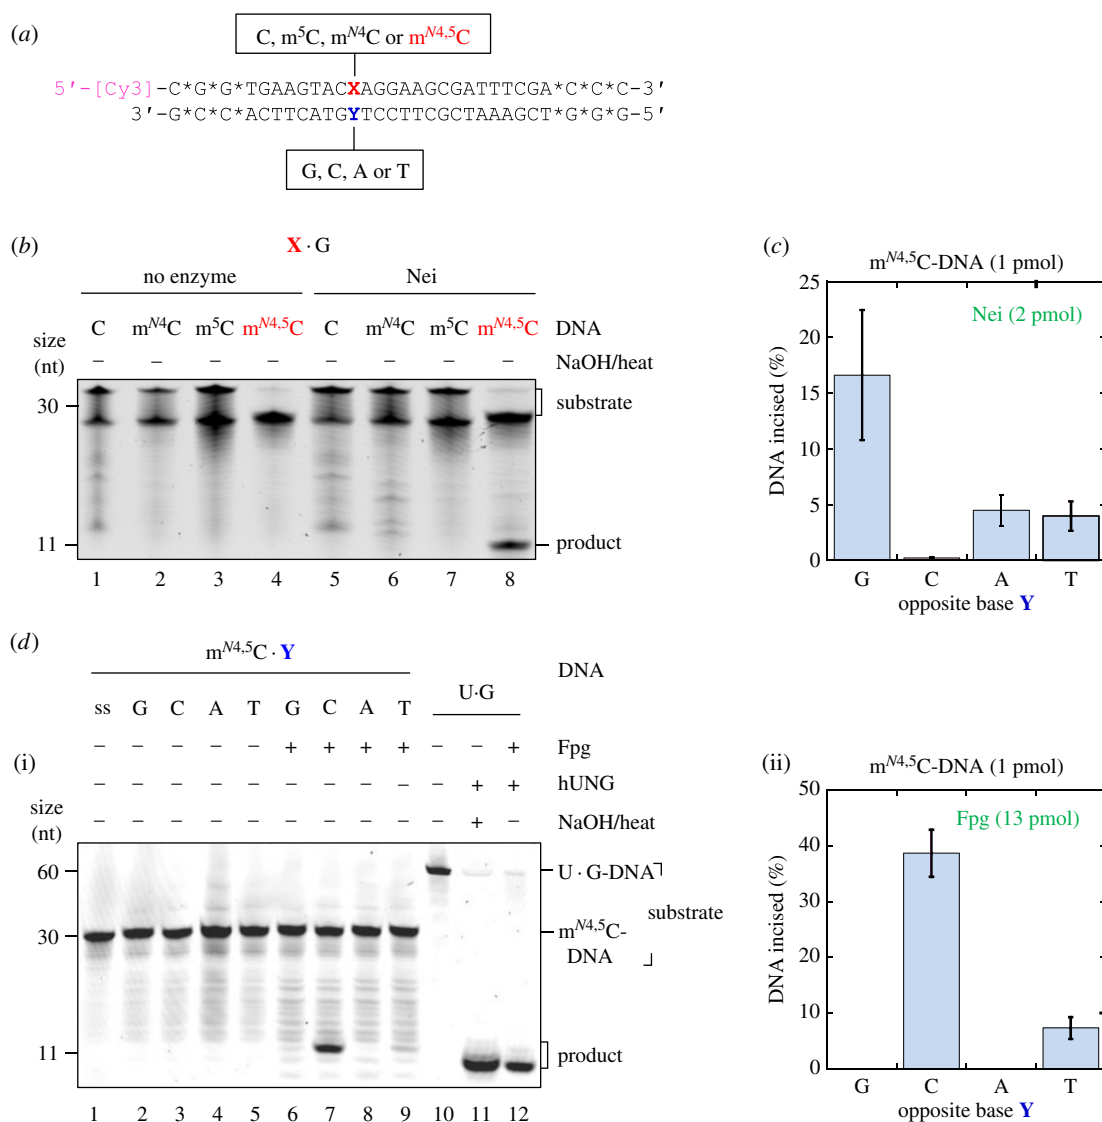 (a)
C, m⁵C, mᴺ⁴C or mᴺ⁴,⁵C
5′–[Cy3]–C*G*G*TGAAGTACXAGGAAGCGATTTCGA*C*C*C–3′
3′–G*C*C*ACTTCATGYTCCTTCGCTAAAGCT*G*G*G–5′
G, C, A or T
(b)
X · G
no enzyme Nei
C mᴺ⁴C m⁵C mᴺ⁴,⁵C C mᴺ⁴C m⁵C mᴺ⁴,⁵C DNA
size
(nt)
– – – – – – – – NaOH/heat
30
substrate
11
product
1 2 3 4 5 6 7 8
(c)
mᴺ⁴,⁵C-DNA (1 pmol)
Nei (2 pmol)
DNA incised (%)
25
20
15
10
5
0
G C A T
opposite base Y
(d)
mᴺ⁴,⁵C · Y
DNA
U·G
ss G C A T G C A T
– – – – – + + + + – – + Fpg
(i)
– – – – – – – – – – + + hUNG
size
(nt)
– – – – – – – – – – + – NaOH/heat
60
U · G-DNA
substrate
30
mᴺ⁴,⁵C-
DNA
11
product
1 2 3 4 5 6 7 8 9 10 11 12
(ii)
mᴺ⁴,⁵C-DNA (1 pmol)
Fpg (13 pmol)
DNA incised (%)
50
40
30
20
10
0
G C A T
opposite base Y